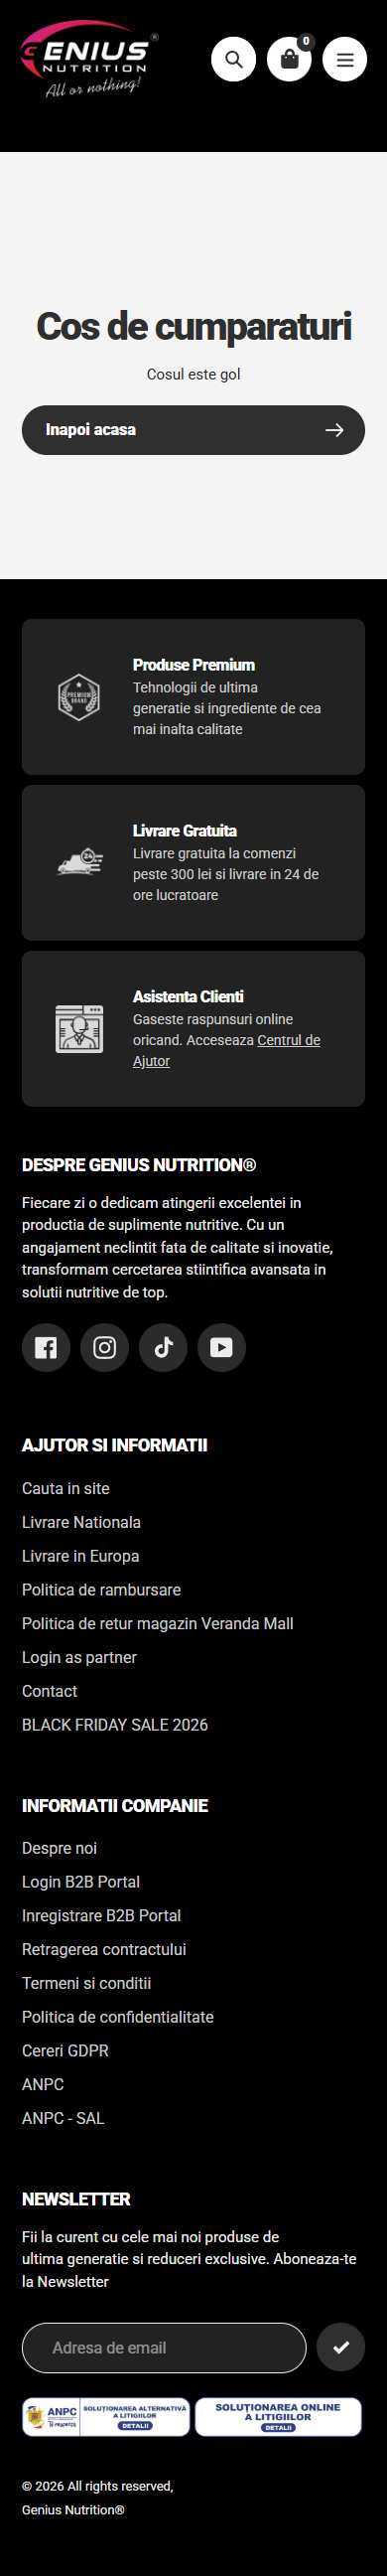 GENIUS®
NUTRITION
All or nothing!
0
Cos de cumparaturi
Cosul este gol
Inapoi acasa
PREMIUM
BRAND
Produse Premium
Tehnologii de ultima
generatie si ingrediente de cea
mai inalta calitate
24
Livrare Gratuita
Livrare gratuita la comenzi
peste 300 lei si livrare in 24 de
ore lucratoare
Asistenta Clienti
Gaseste raspunsuri online
oricand. Acceseaza Centrul de
Ajutor
DESPRE GENIUS NUTRITION®
Fiecare zi o dedicam atingerii excelentei in
productia de suplimente nutritive. Cu un
angajament neclintit fata de calitate si inovatie,
transformam cercetarea stiintifica avansata in
solutii nutritive de top.
AJUTOR SI INFORMATII
Cauta in site
Livrare Nationala
Livrare in Europa
Politica de rambursare
Politica de retur magazin Veranda Mall
Login as partner
Contact
BLACK FRIDAY SALE 2026
INFORMATII COMPANIE
Despre noi
Login B2B Portal
Inregistrare B2B Portal
Retragerea contractului
Termeni si conditii
Politica de confidentialitate
Cereri GDPR
ANPC
ANPC - SAL
NEWSLETTER
Fii la curent cu cele mai noi produse de
ultima generatie si reduceri exclusive. Aboneaza-te
la Newsletter
Adresa de email
ANPC
SOLUȚIONAREA ALTERNATIVĂ
A LITIGIILOR
DETALII
SOLUȚIONAREA ONLINE
A LITIGIILOR
DETALII
© 2026 All rights reserved,
Genius Nutrition®